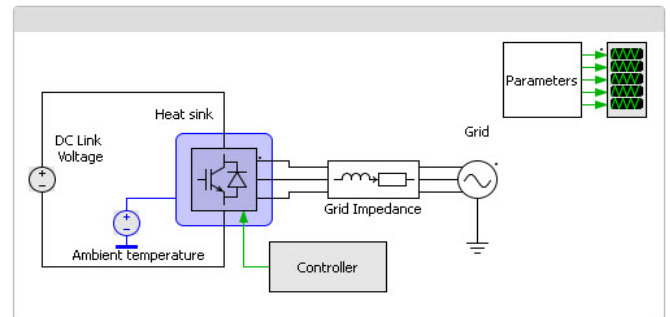 Parameters
Heat sink
Grid
DC Link
Voltage
Grid Impedance
Ambient temperature
Controller